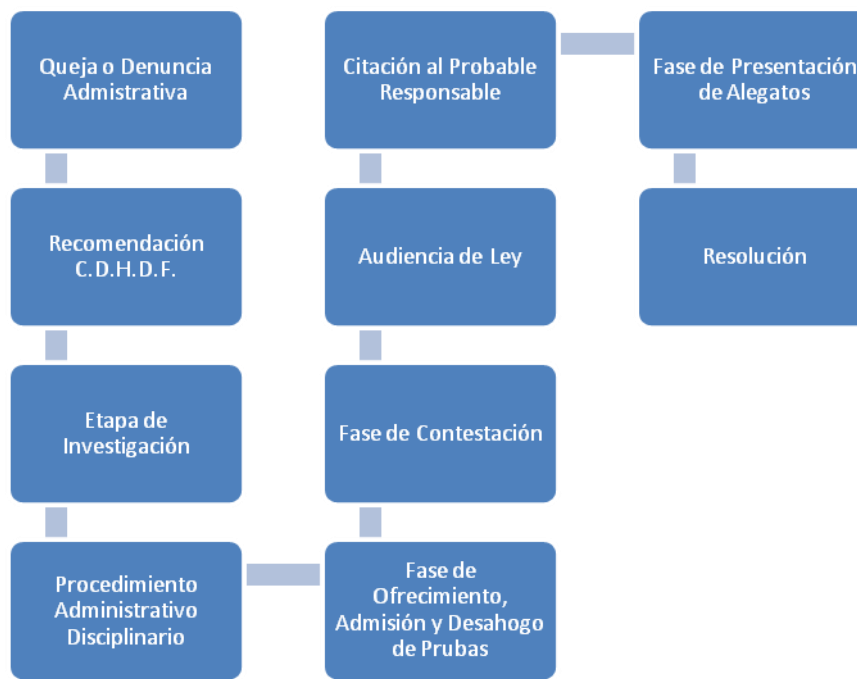 Queja o Denuncia
Admistrativa
Recomendación
C.D.H.D.F.
Etapa de
Investigación
Procedimiento
Administrativo
Disciplinario
Fase de
Ofrecimiento,
Admisión y Desahogo
de Prubas
Fase de Contestación
Audiencia de Ley
Citación al Probable
Responsable
Fase de Presentación
de Alegatos
Resolución